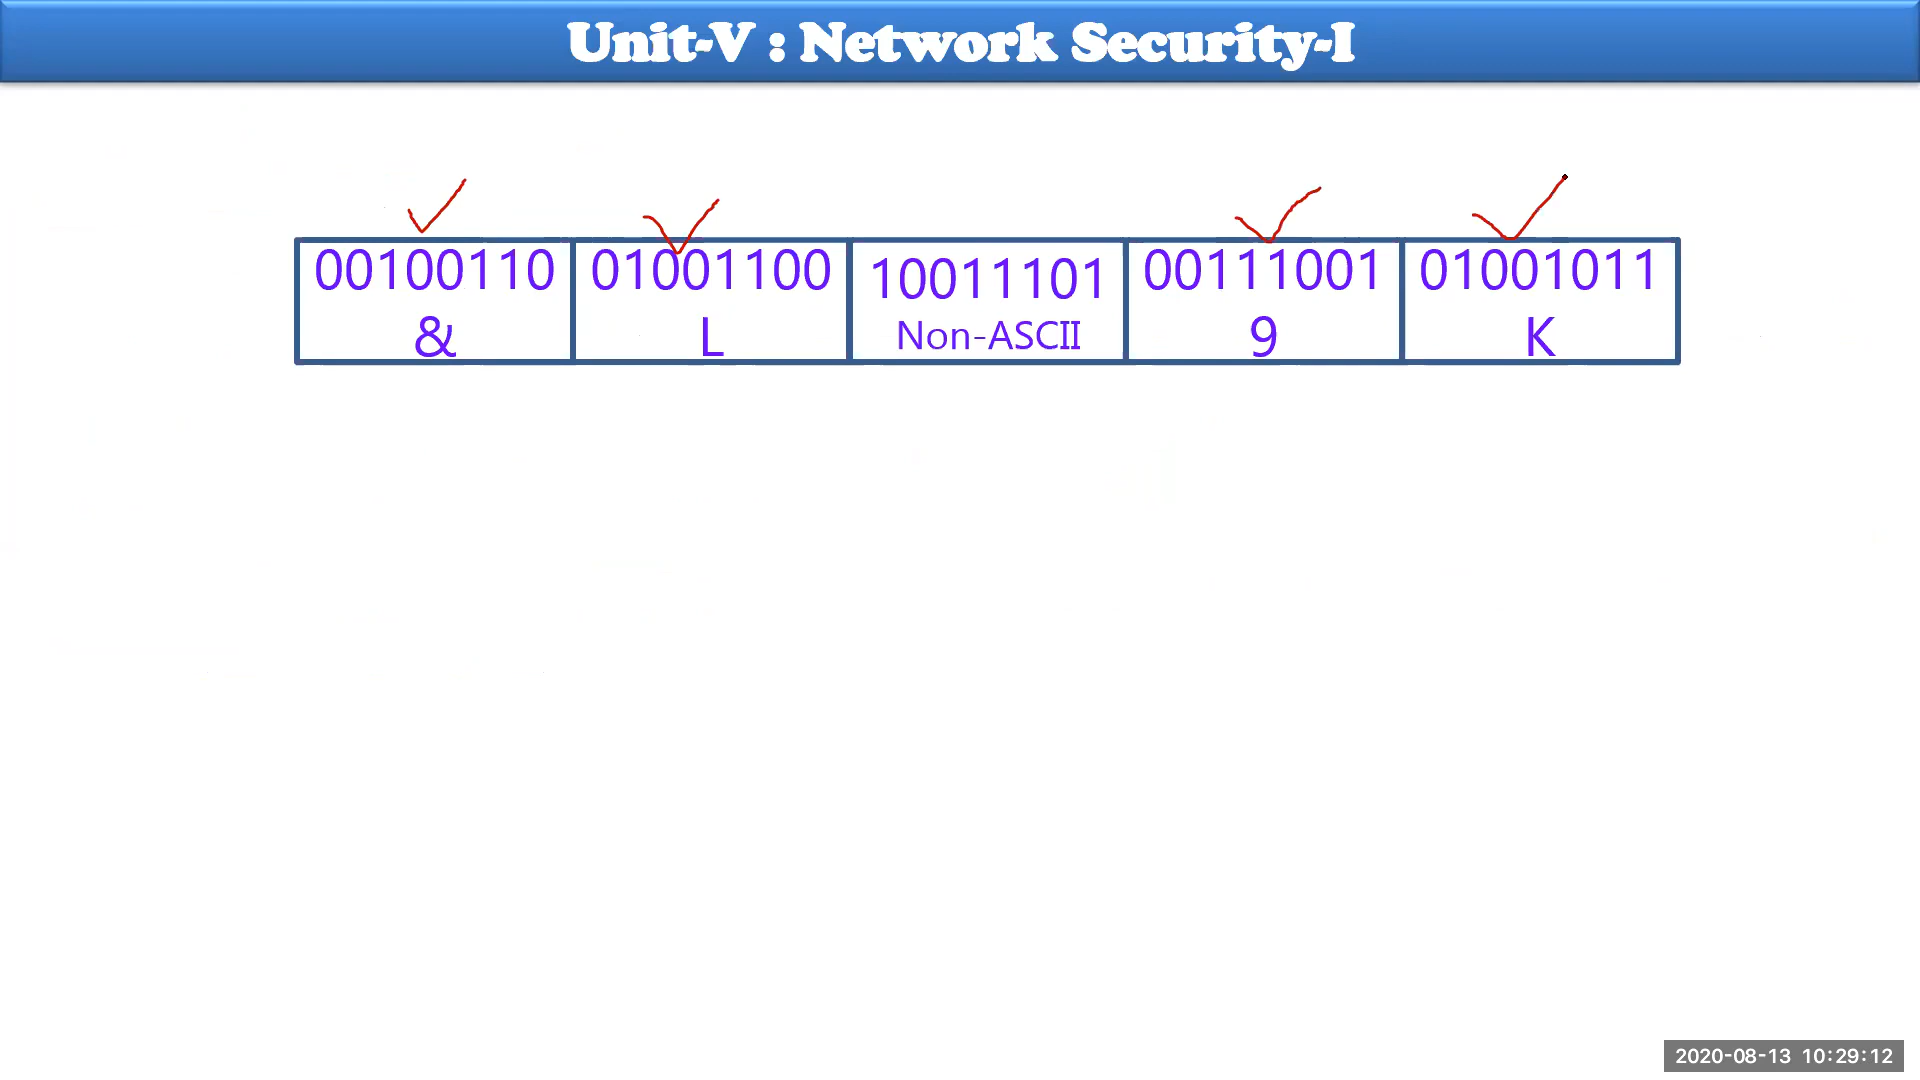 Unit-V : Network Security-I
00100110 01001100 10011101 00111001 01001011
& L Non-ASCII 9 K
2020-08-13 10:29:12